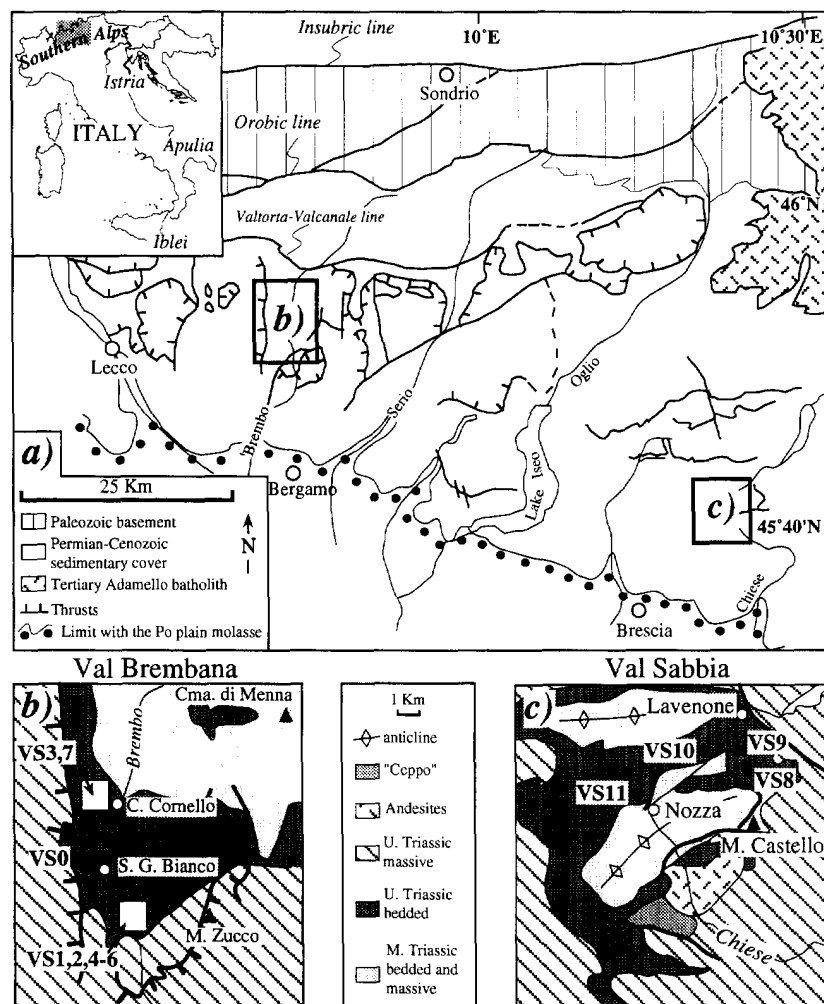 Insubric line
10°E
10°30'E
Southern Alps
Istria
ITALY
Apulia
Iblei
Sondrio
Orobic line
46°N
Valtorta-Valcanale line
b)
Lecco
Brembo
Serio
Oglio
Lake Iseo
a)
25 Km
Bergamo
c)
45°40'N
Paleozoic basement
N
Permian-Cenozoic
sedimentary cover
Tertiary Adamello batholith
Thrusts
Limit with the Po plain molasse
Brescia
Chiese
Val Brembana
Val Sabbia
b)
Cma. di Menna
Brembo
VS3,7
C. Cornello
VS0
S. G. Bianco
M. Zucco
VS1,2,4-6
1 Km
anticline
"Ceppo"
Andesites
U. Triassic
massive
U. Triassic
bedded
M. Triassic
bedded and
massive
c)
Lavenone
VS10
VS9
VS8
VS11
Nozza
M. Castello
Chiese